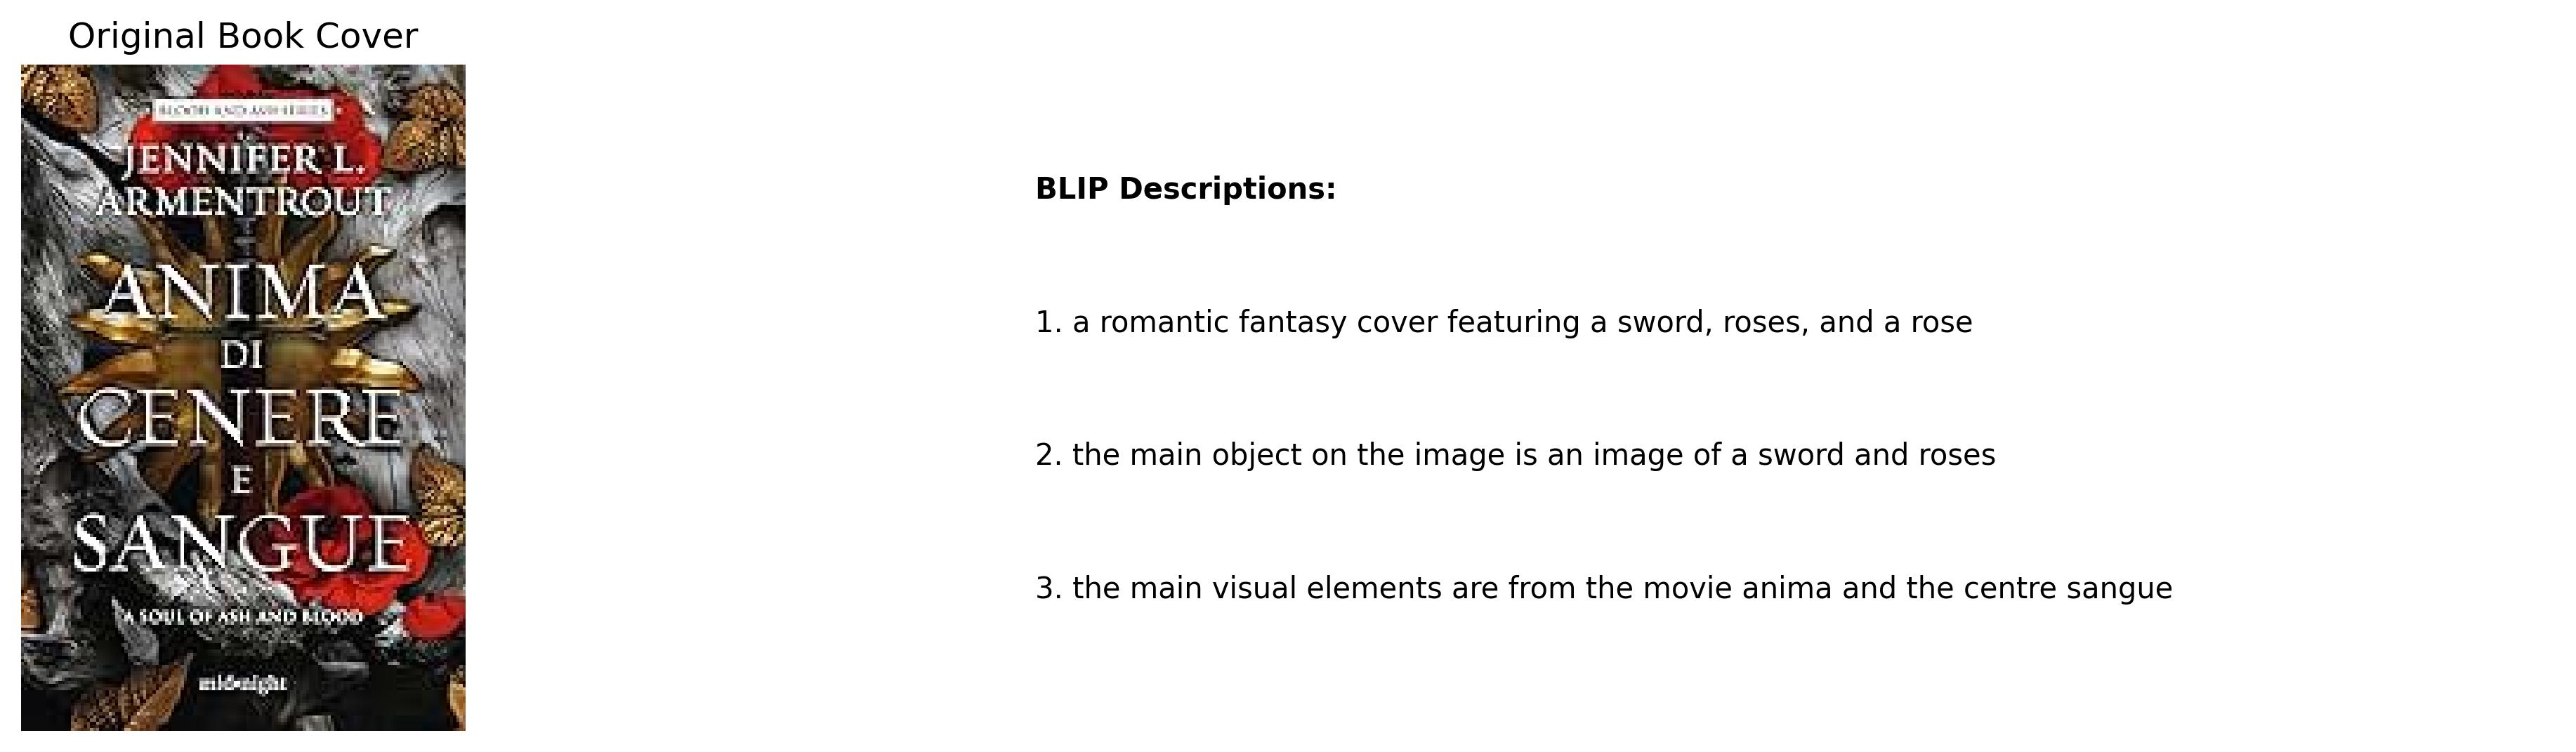 Original Book Cover
BLOOD AND ASH SERIES
JENNIFER L.
ARMENTROUT
ANIMA
DI
CENERE
E
SANGUE
A SOUL OF ASH AND BLOOD
midnight
BLIP Descriptions:
1. a romantic fantasy cover featuring a sword, roses, and a rose
2. the main object on the image is an image of a sword and roses
3. the main visual elements are from the movie anima and the centre sangue